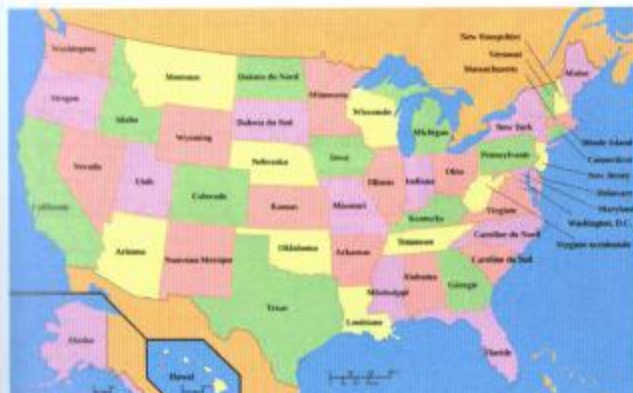 Washington
Montana
Dakota du Nord
Minnesota
New Hampshire
Vermont
Massachusetts
Maine
Oregon
Idaho
Wyoming
Dakota du Sud
Wisconsin
Michigan
New York
Rhode Island
Connecticut
New Jersey
Delaware
Maryland
Washington, D.C.
Virginie occidentale
Nevada
Utah
Colorado
Nebraska
Iowa
Illinois
Indiana
Ohio
Pennsylvanie
Californie
Kansas
Missouri
Kentucky
Virginie
Arizona
Nouveau Mexique
Oklahoma
Arkansas
Tennessee
Caroline du Nord
Caroline du Sud
Texas
Louisiane
Mississippi
Alabama
Géorgie
Floride
Alaska
Hawaï